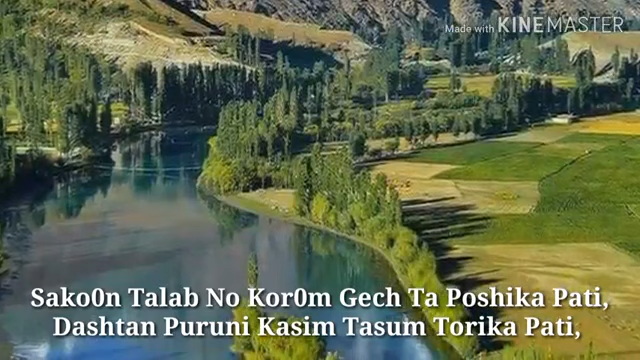 Made with KINEMASTER
Sako0n Talab No Kor0m Gech Ta Poshika Pati,
Dashtan Puruni Kasim Tasum Torika Pati,